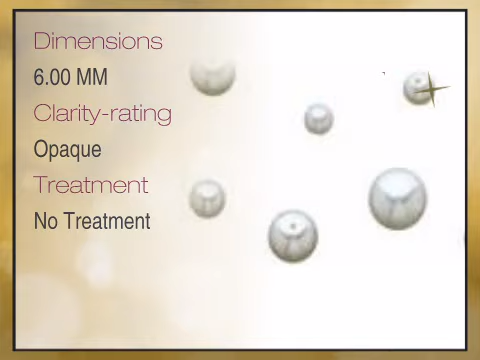 Dimensions
6.00 MM
Clarity-rating
Opaque
Treatment
No Treatment